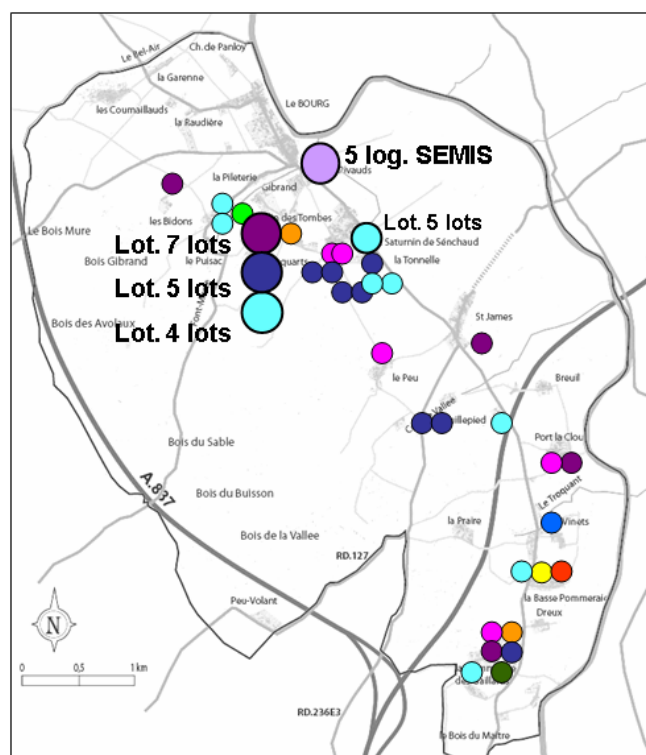 Le Bel-Air
Ch. de Panloy
la Garenne
les Coumaillauds
Le BOURG
la Raudière
5 log. SEMIS
la Pileterie
Gibrand
les Bidons
des Tombes
Lot. 5 lots
Le Bois Mure
Lot. 7 lots
Saturnin de Sénchaud
Bois Gibrand
le Puisac
la Tonnelle
Lot. 5 lots
Bois des Avolaux
Lot. 4 lots
St James
le Peu
Breuil
Vallee
Bois du Sable
Port la Clou
A.837
Bois du Buisson
Le Troquant
la Praire
Vinets
Bois de la Vallee
RD.127
N
Peu-Volant
la Basse Pommeraie
Dreux
0 0,5 1 km
RD.236E3
le Bois du Maître